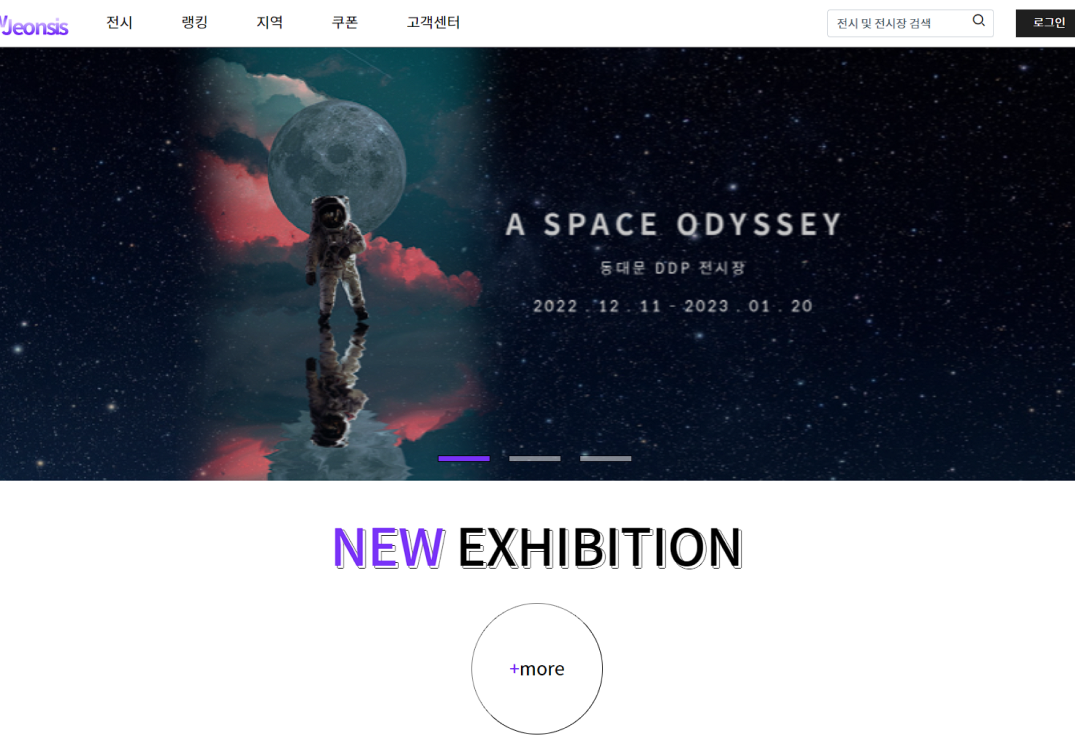 Jeonsis
전시
랭킹
지역
쿠폰
고객센터
전시 및 전시장 검색
로그인
A SPACE ODYSSEY
동대문 DDP 전시장
2022 . 12 . 11 - 2023 . 01 . 20
NEW EXHIBITION
+more